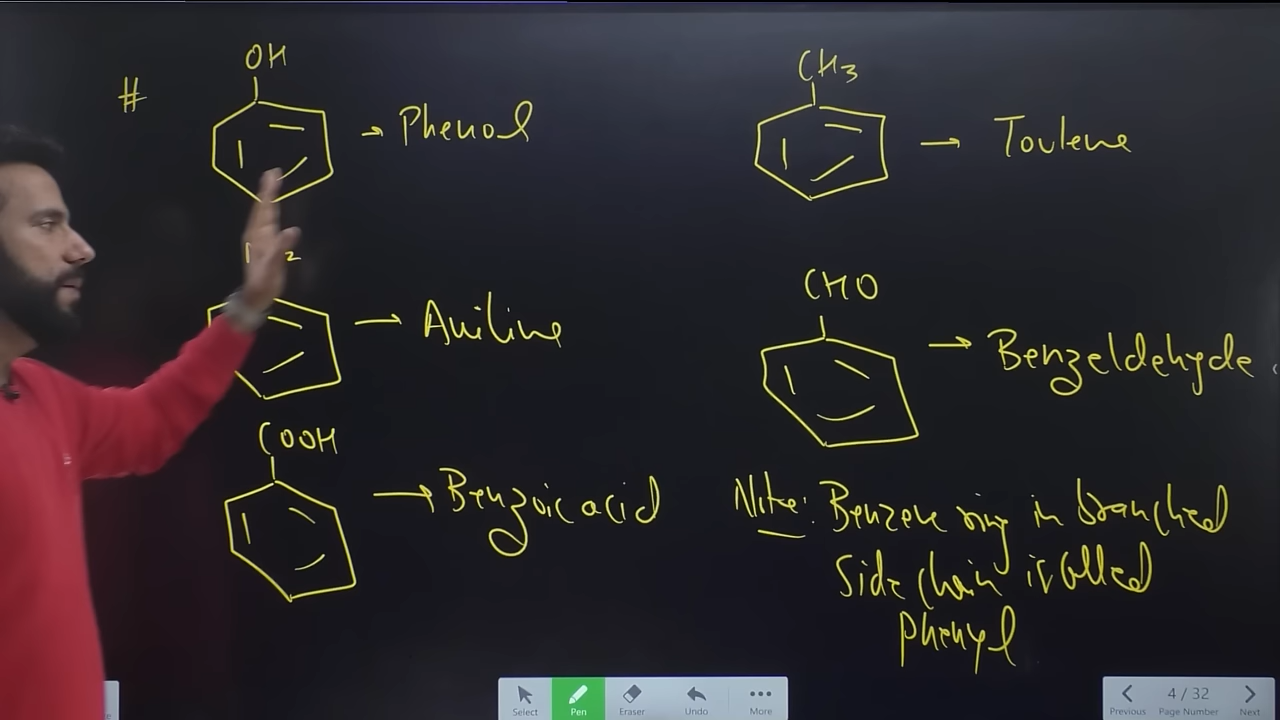 #
OH
→ Phenol
CH3
→ Toulene
2
→ Aniline
CHO
→ Benzeldehyde
COOH
→ Benzoic acid
Note: Benzene ring in branched
side chain is called
phenyl
Select
Pen
Eraser
Undo
More
Previous
4 / 32
Page Number
Next